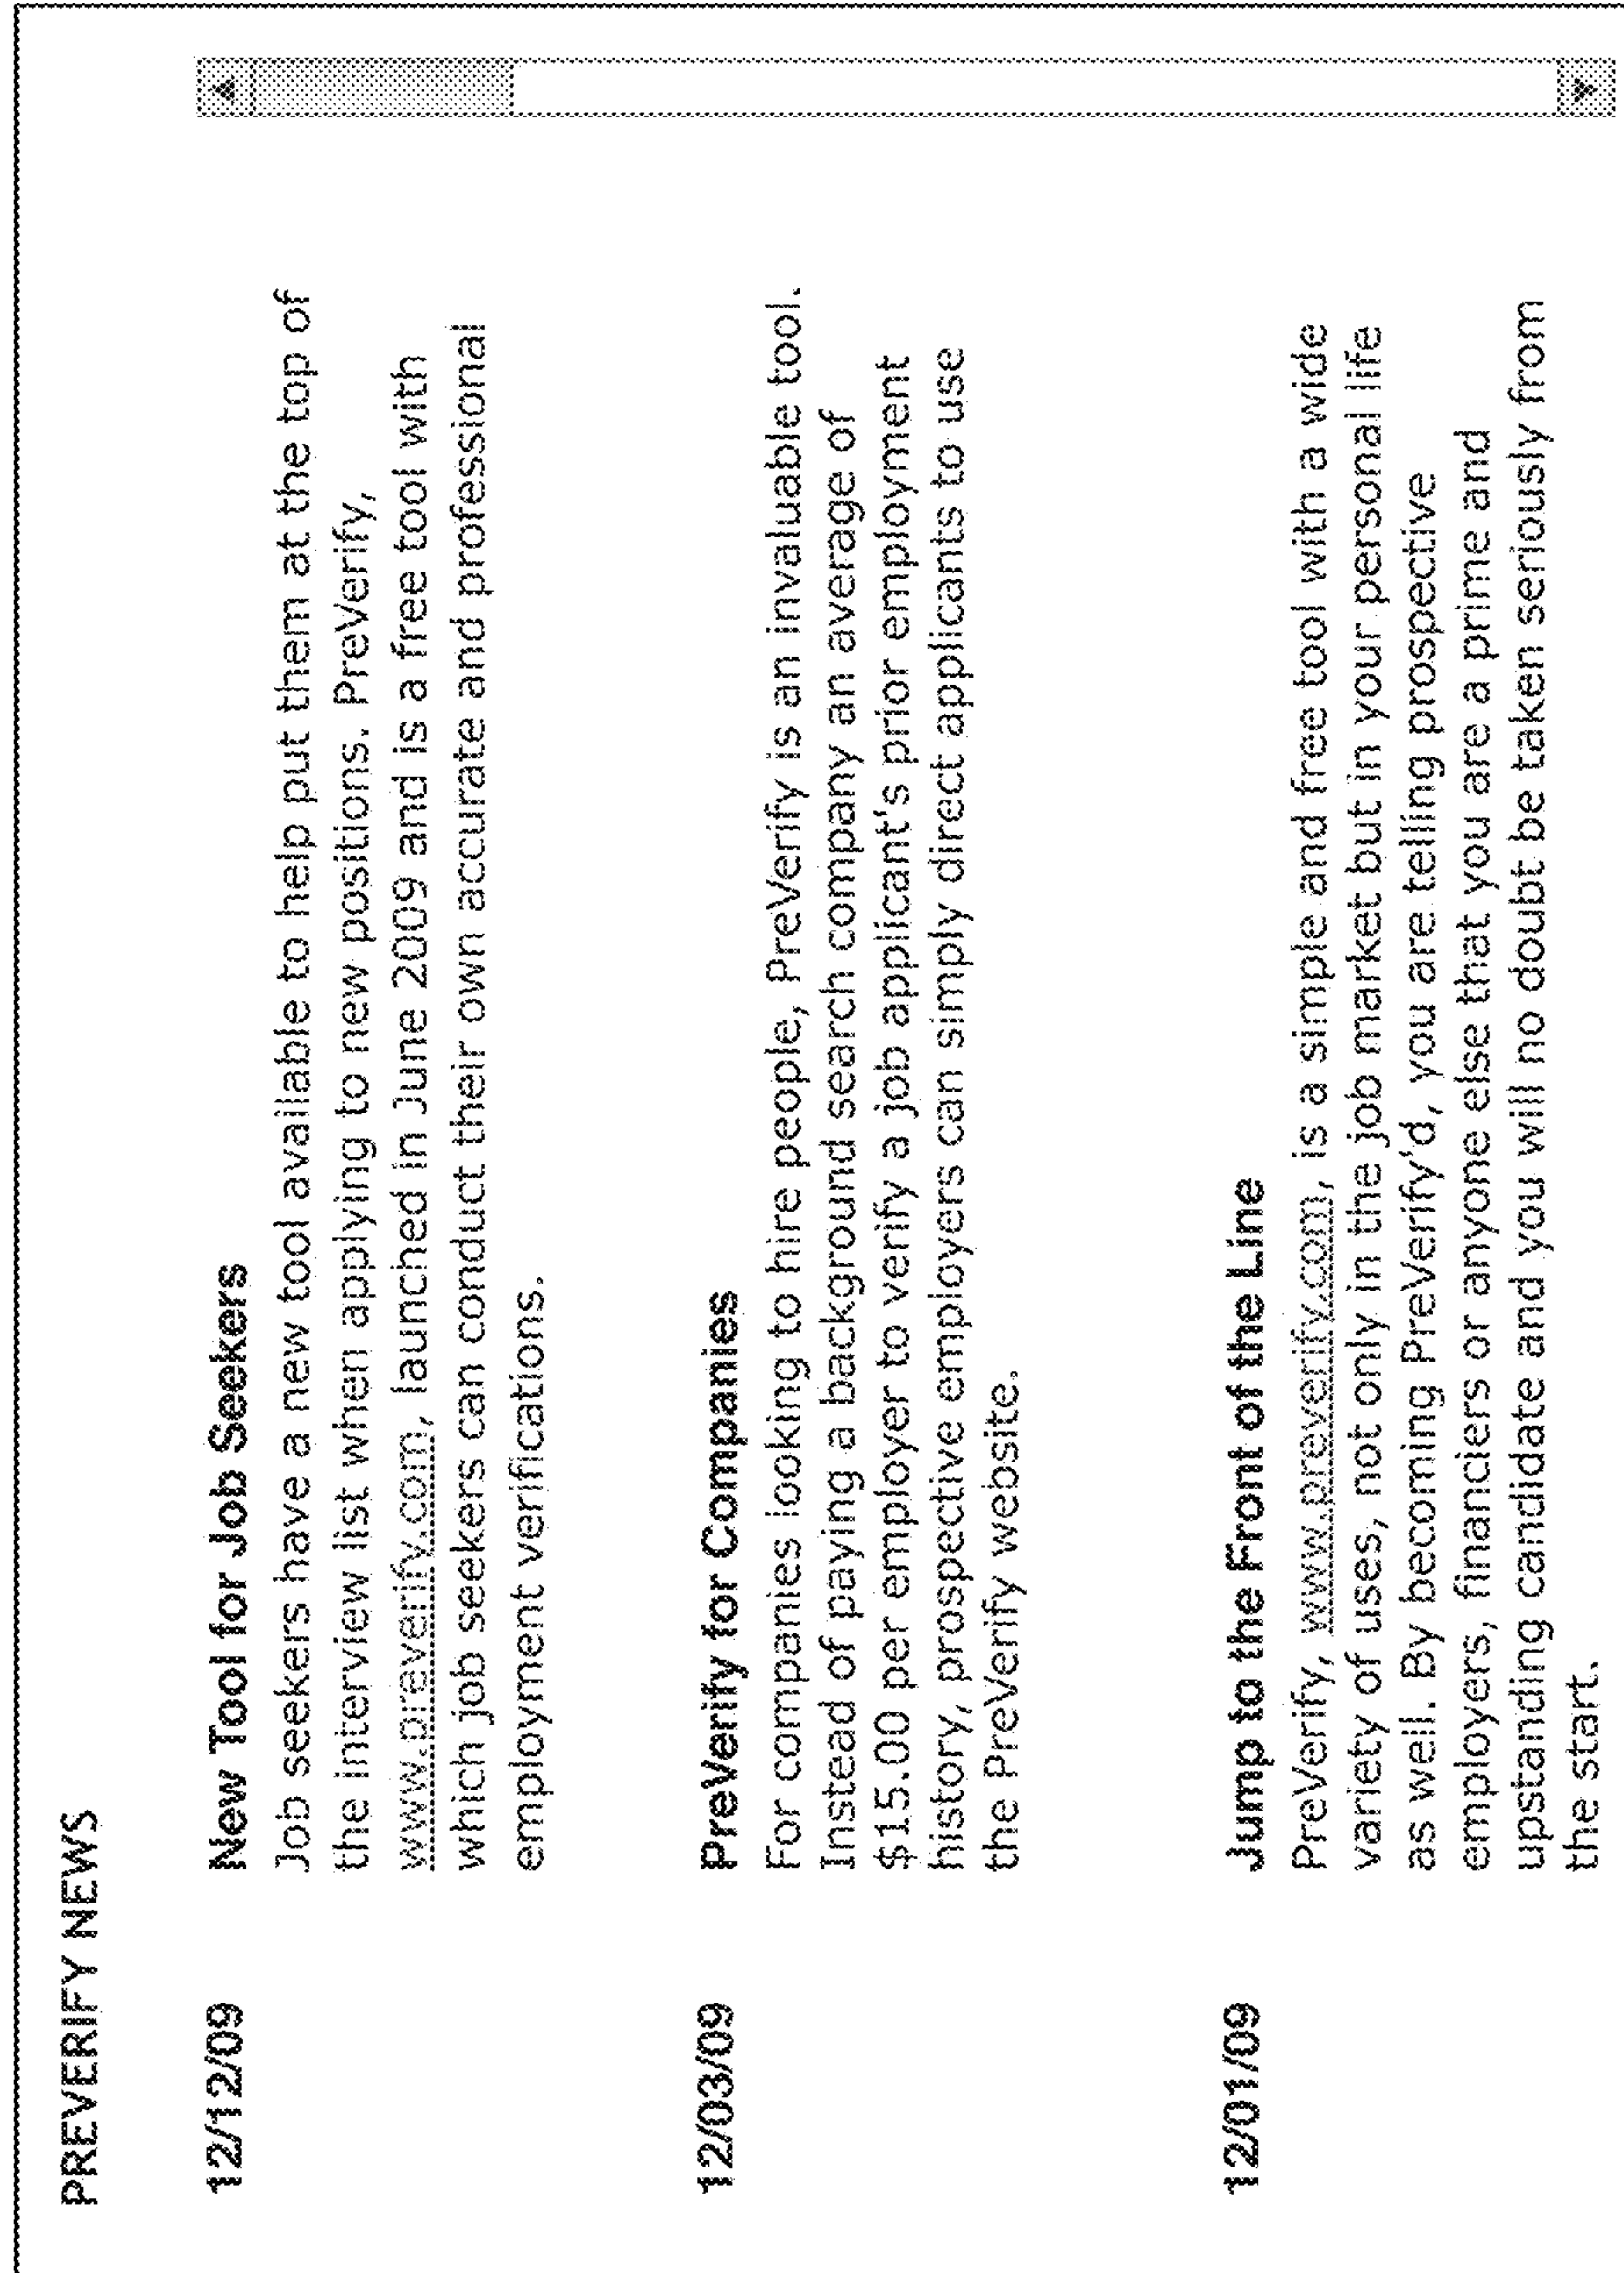 PREVERIFY NEWS
12/12/09
New Tool for Job Seekers
Job seekers have a new tool available to help put them at the top of
the interview list when applying to new positions. PreVerify,
www.preverify.com, launched in June 2009 and is a free tool with
which job seekers can conduct their own accurate and professional
employment verifications.
12/03/09
PreVerify for Companies
For companies looking to hire people, PreVerify is an invaluable tool.
Instead of paying a background search company an average of
$15.00 per employer to verify a job applicant's prior employment
history, prospective employers can simply direct applicants to use
the PreVerify website.
12/01/09
Jump to the Front of the Line
PreVerify, www.preverify.com, is a simple and free tool with a wide
variety of uses, not only in the job market but in your personal life
as well. By becoming PreVerify'd, you are telling prospective
employers, financiers or anyone else that you are a prime and
upstanding candidate and you will no doubt be taken seriously from
the start.